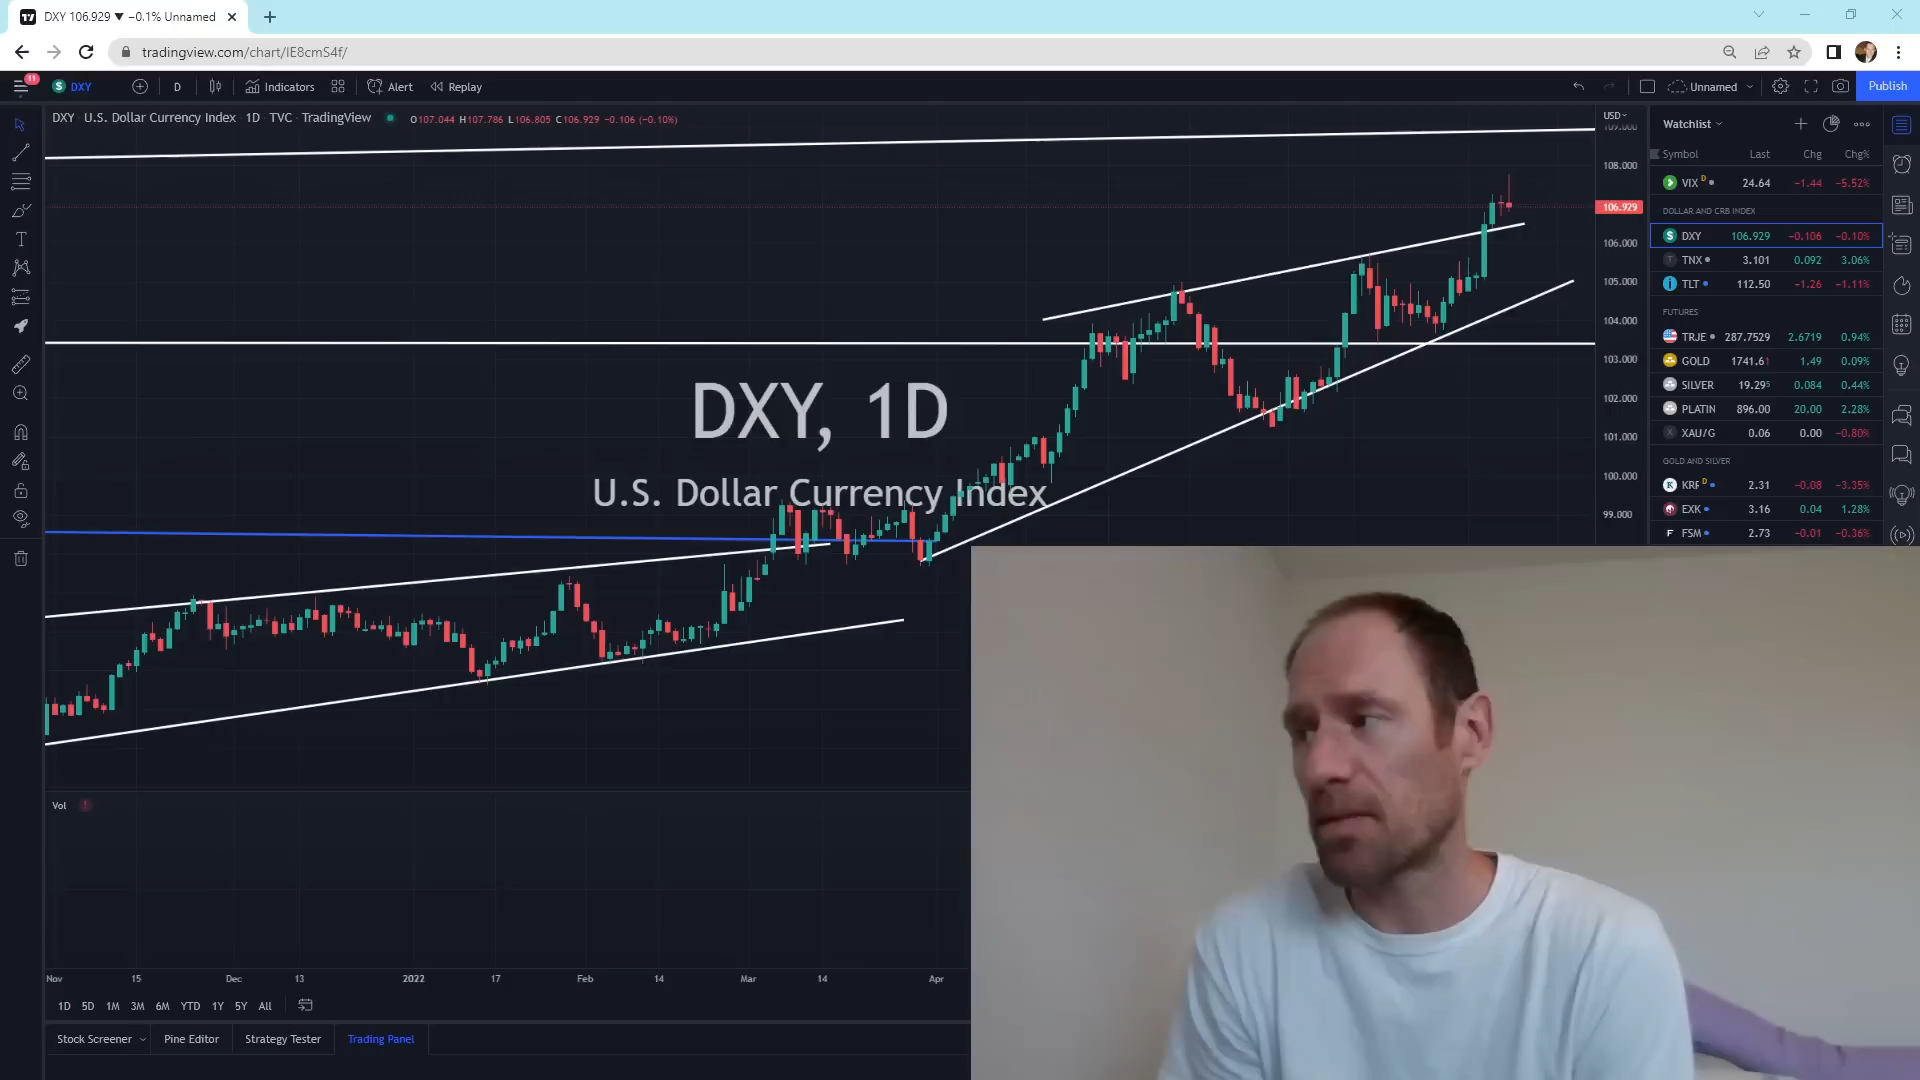 DXY 106.929 ▼ −0.1% Unnamed
tradingview.com/chart/IE8cmS4f/
11
DXY D Indicators Alert Replay Unnamed Publish
DXY · U.S. Dollar Currency Index · 1D · TVC · TradingView O107.044 H107.786 L106.805 C106.929 −0.106 (−0.10%)
USD
109.000
108.000
106.929
106.000
105.000
104.000
103.000
102.000
101.000
100.000
99.000
DXY, 1D
U.S. Dollar Currency Index
Vol
Nov 15 Dec 13 2022 17 Feb 14 Mar 14 Apr
1D 5D 1M 3M 6M YTD 1Y 5Y All
Stock Screener Pine Editor Strategy Tester Trading Panel
Watchlist
Symbol Last Chg Chg%
VIX D 24.64 −1.44 −5.52%
DOLLAR AND CRB INDEX
DXY 106.929 −0.106 −0.10%
TNX 3.101 0.092 3.06%
TLT 112.50 −1.26 −1.11%
FUTURES
TRJE 287.7529 2.6719 0.94%
GOLD 1741.61 1.49 0.09%
SILVER 19.295 0.084 0.44%
PLATIN 896.00 20.00 2.28%
XAU/G 0.06 0.00 −0.80%
GOLD AND SILVER
KRF D 2.31 −0.08 −3.35%
EXK 3.16 0.04 1.28%
FSM 2.73 −0.01 −0.36%